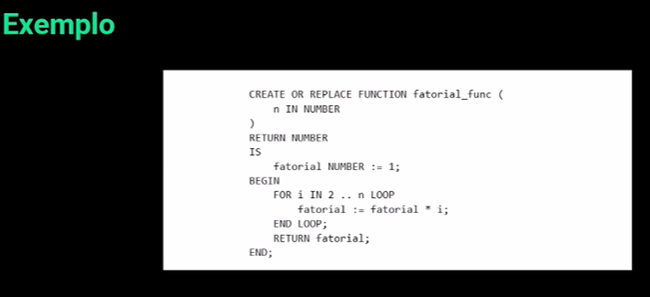 Exemplo
CREATE OR REPLACE FUNCTION fatorial_func (
    n IN NUMBER
)
RETURN NUMBER
IS
    fatorial NUMBER := 1;
BEGIN
    FOR i IN 2 .. n LOOP
        fatorial := fatorial * i;
    END LOOP;
    RETURN fatorial;
END;